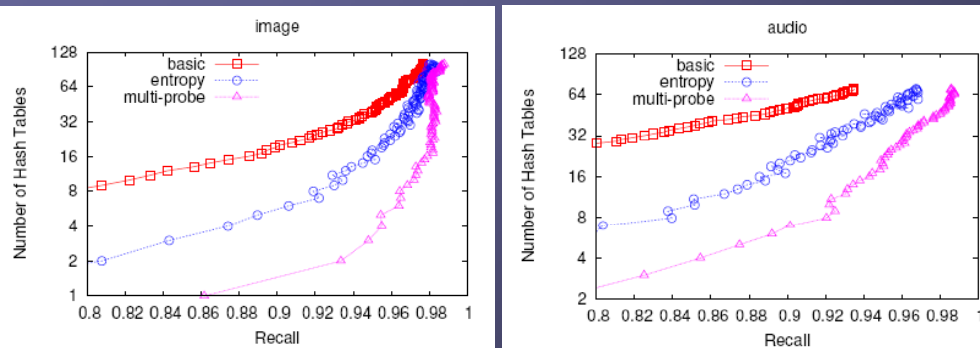 image
128
64
32
16
8
4
2
1
Number of Hash Tables
basic
entropy
multi-probe
0.8 0.82 0.84 0.86 0.88 0.9 0.92 0.94 0.96 0.98 1
Recall
audio
128
64
32
16
8
4
2
Number of Hash Tables
basic
entropy
multi-probe
0.8 0.82 0.84 0.86 0.88 0.9 0.92 0.94 0.96 0.98 1
Recall